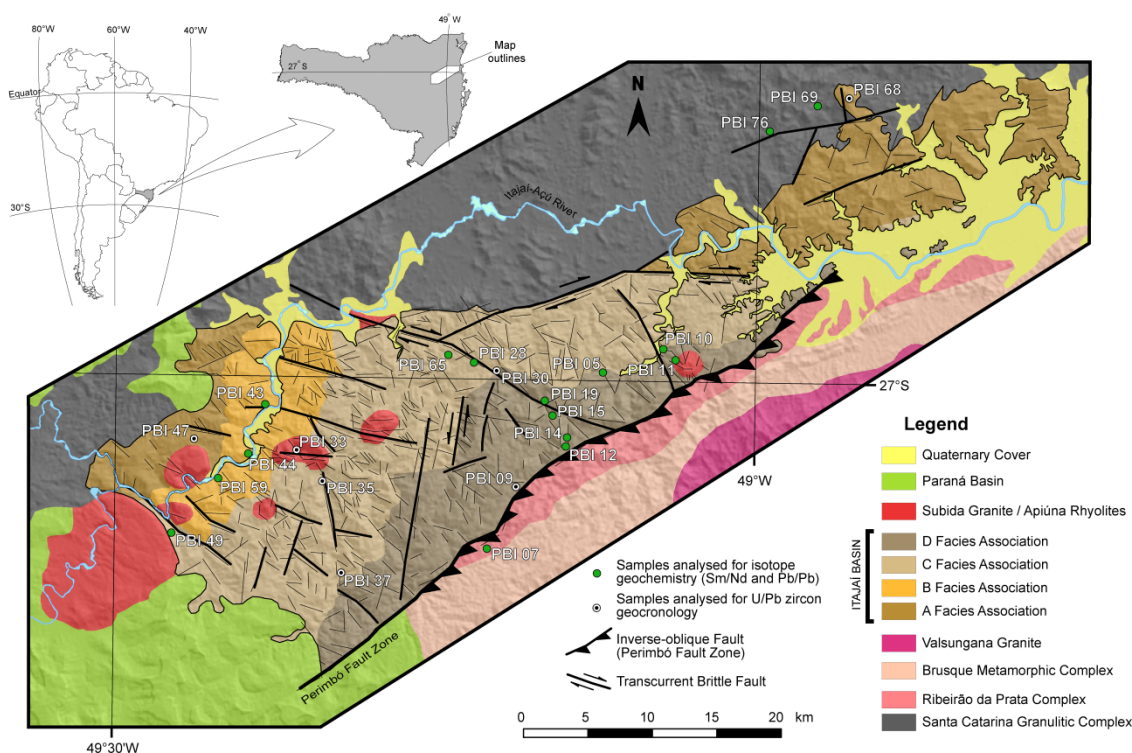 80°W
60°W
40°W
49° W
Map
outlines
27° S
Equator
30°S
N
PBI 69
PBI 68
PBI 76
Itajaí-Açú River
PBI 10
PBI 65
PBI 28
PBI 05
PBI 11
PBI 30
27°S
PBI 43
PBI 19
PBI 15
PBI 47
PBI 33
PBI 14
PBI 12
PBI 44
PBI 59
PBI 35
PBI 09
49°W
PBI 49
PBI 07
PBI 37
Perimbó Fault Zone
49°30 W
Samples analysed for isotope
geochemistry (Sm/Nd and Pb/Pb)
Samples analysed for U/Pb zircon
geocronology
Inverse-oblique Fault
(Perimbó Fault Zone)
Transcurrent Brittle Fault
0 5 10 15 20 km
Legend
Quaternary Cover
Paraná Basin
Subida Granite / Apiúna Rhyolites
ITAJAÍ BASIN
D Facies Association
C Facies Association
B Facies Association
A Facies Association
Valsungana Granite
Brusque Metamorphic Complex
Ribeirão da Prata Complex
Santa Catarina Granulitic Complex